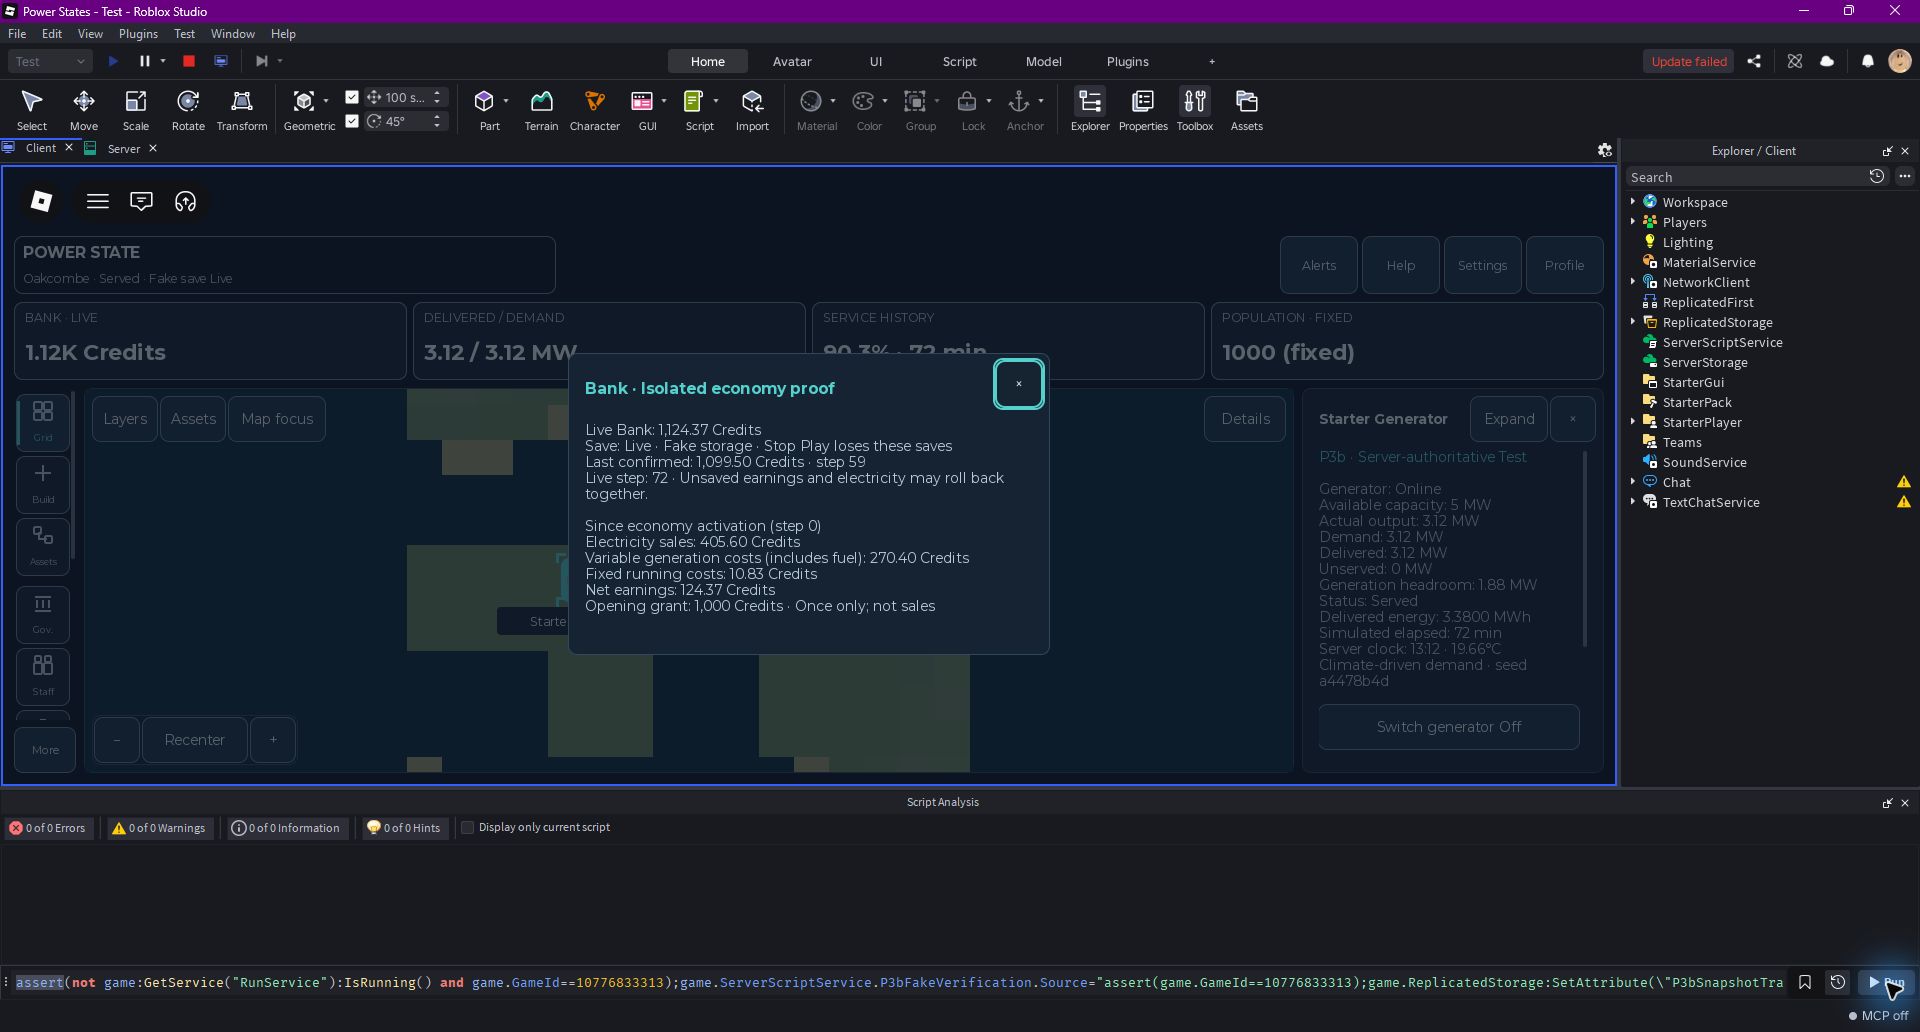 Power States - Test - Roblox Studio
File Edit View Plugins Test Window Help
Test
Home Avatar UI Script Model Plugins +
Update failed
Select Move Scale Rotate Transform Geometric
100 s...
45°
Part Terrain Character GUI Script Import Material Color Group Lock Anchor Explorer Properties Toolbox Assets
Client × Server ×
Explorer / Client
Search
Workspace
Players
Lighting
MaterialService
NetworkClient
ReplicatedFirst
ReplicatedStorage
ServerScriptService
ServerStorage
StarterGui
StarterPack
StarterPlayer
Teams
SoundService
Chat
TextChatService
POWER STATE
Oakcombe · Served · Fake save Live
Alerts Help Settings Profile
BANK · LIVE
1.12K Credits
DELIVERED / DEMAND
3.12 / 3.12 MW
SERVICE HISTORY
90.3% · 72 min
POPULATION · FIXED
1000 (fixed)
Grid
Build
Assets
Gov.
Staff
More
Layers Assets Map focus
Details
Starte
− Recenter +
Bank · Isolated economy proof
×
Live Bank: 1,124.37 Credits
Save: Live · Fake storage · Stop Play loses these saves
Last confirmed: 1,099.50 Credits · step 59
Live step: 72 · Unsaved earnings and electricity may roll back
together.
Since economy activation (step 0)
Electricity sales: 405.60 Credits
Variable generation costs (includes fuel): 270.40 Credits
Fixed running costs: 10.83 Credits
Net earnings: 124.37 Credits
Opening grant: 1,000 Credits · Once only; not sales
Starter Generator Expand ×
P3b · Server-authoritative Test
Generator: Online
Available capacity: 5 MW
Actual output: 3.12 MW
Demand: 3.12 MW
Delivered: 3.12 MW
Unserved: 0 MW
Generation headroom: 1.88 MW
Status: Served
Delivered energy: 3.3800 MWh
Simulated elapsed: 72 min
Server clock: 13:12 · 19.66°C
Climate-driven demand · seed
a4478b4d
Switch generator Off
Script Analysis
0 of 0 Errors 0 of 0 Warnings 0 of 0 Information 0 of 0 Hints Display only current script
assert(not game:GetService("RunService"):IsRunning() and game.GameId==10776833313);game.ServerScriptService.P3bFakeVerification.Source="assert(game.GameId==10776833313);game.ReplicatedStorage:SetAttribute(\"P3bSnapshotTra
MCP off